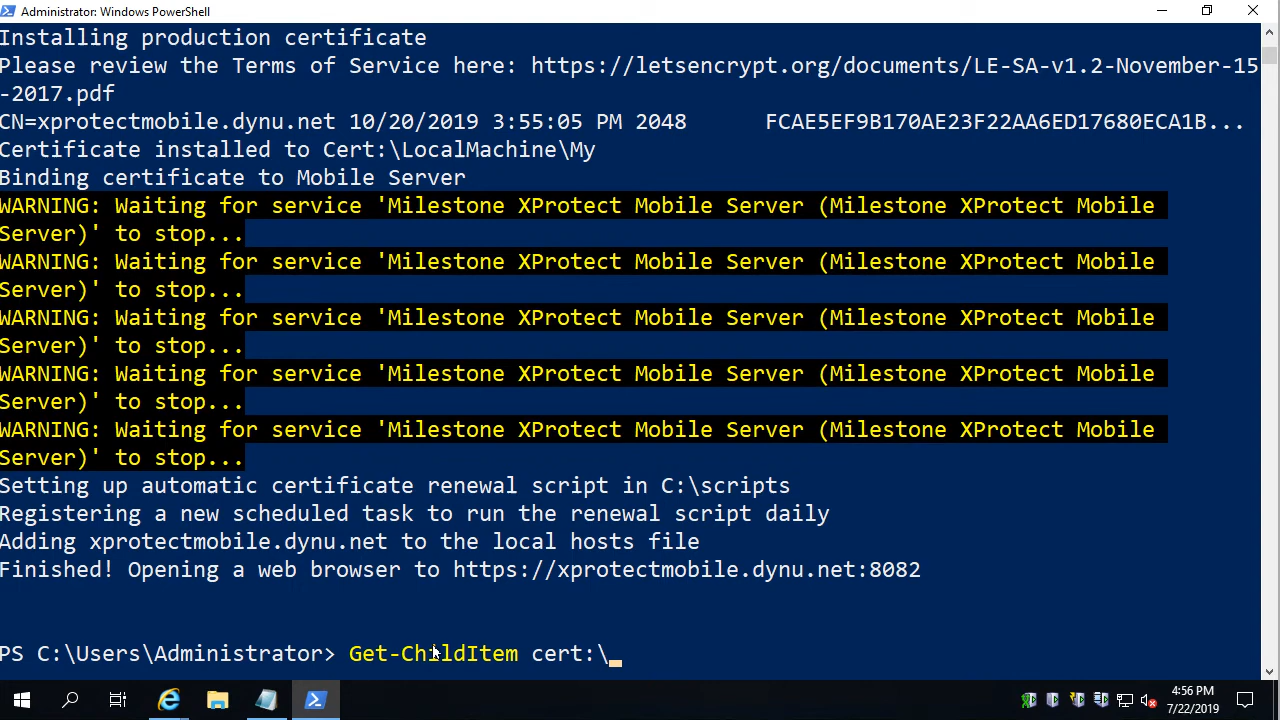 Administrator: Windows PowerShell
Installing production certificate
Please review the Terms of Service here: https://letsencrypt.org/documents/LE-SA-v1.2-November-15
-2017.pdf
CN=xprotectmobile.dynu.net 10/20/2019 3:55:05 PM 2048      FCAE5EF9B170AE23F22AA6ED17680ECA1B...
Certificate installed to Cert:\LocalMachine\My
Binding certificate to Mobile Server
WARNING: Waiting for service 'Milestone XProtect Mobile Server (Milestone XProtect Mobile
Server)' to stop...
WARNING: Waiting for service 'Milestone XProtect Mobile Server (Milestone XProtect Mobile
Server)' to stop...
WARNING: Waiting for service 'Milestone XProtect Mobile Server (Milestone XProtect Mobile
Server)' to stop...
WARNING: Waiting for service 'Milestone XProtect Mobile Server (Milestone XProtect Mobile
Server)' to stop...
WARNING: Waiting for service 'Milestone XProtect Mobile Server (Milestone XProtect Mobile
Server)' to stop...
Setting up automatic certificate renewal script in C:\scripts
Registering a new scheduled task to run the renewal script daily
Adding xprotectmobile.dynu.net to the local hosts file
Finished! Opening a web browser to https://xprotectmobile.dynu.net:8082
PS C:\Users\Administrator> Get-ChildItem cert:\_
4:56 PM
7/22/2019